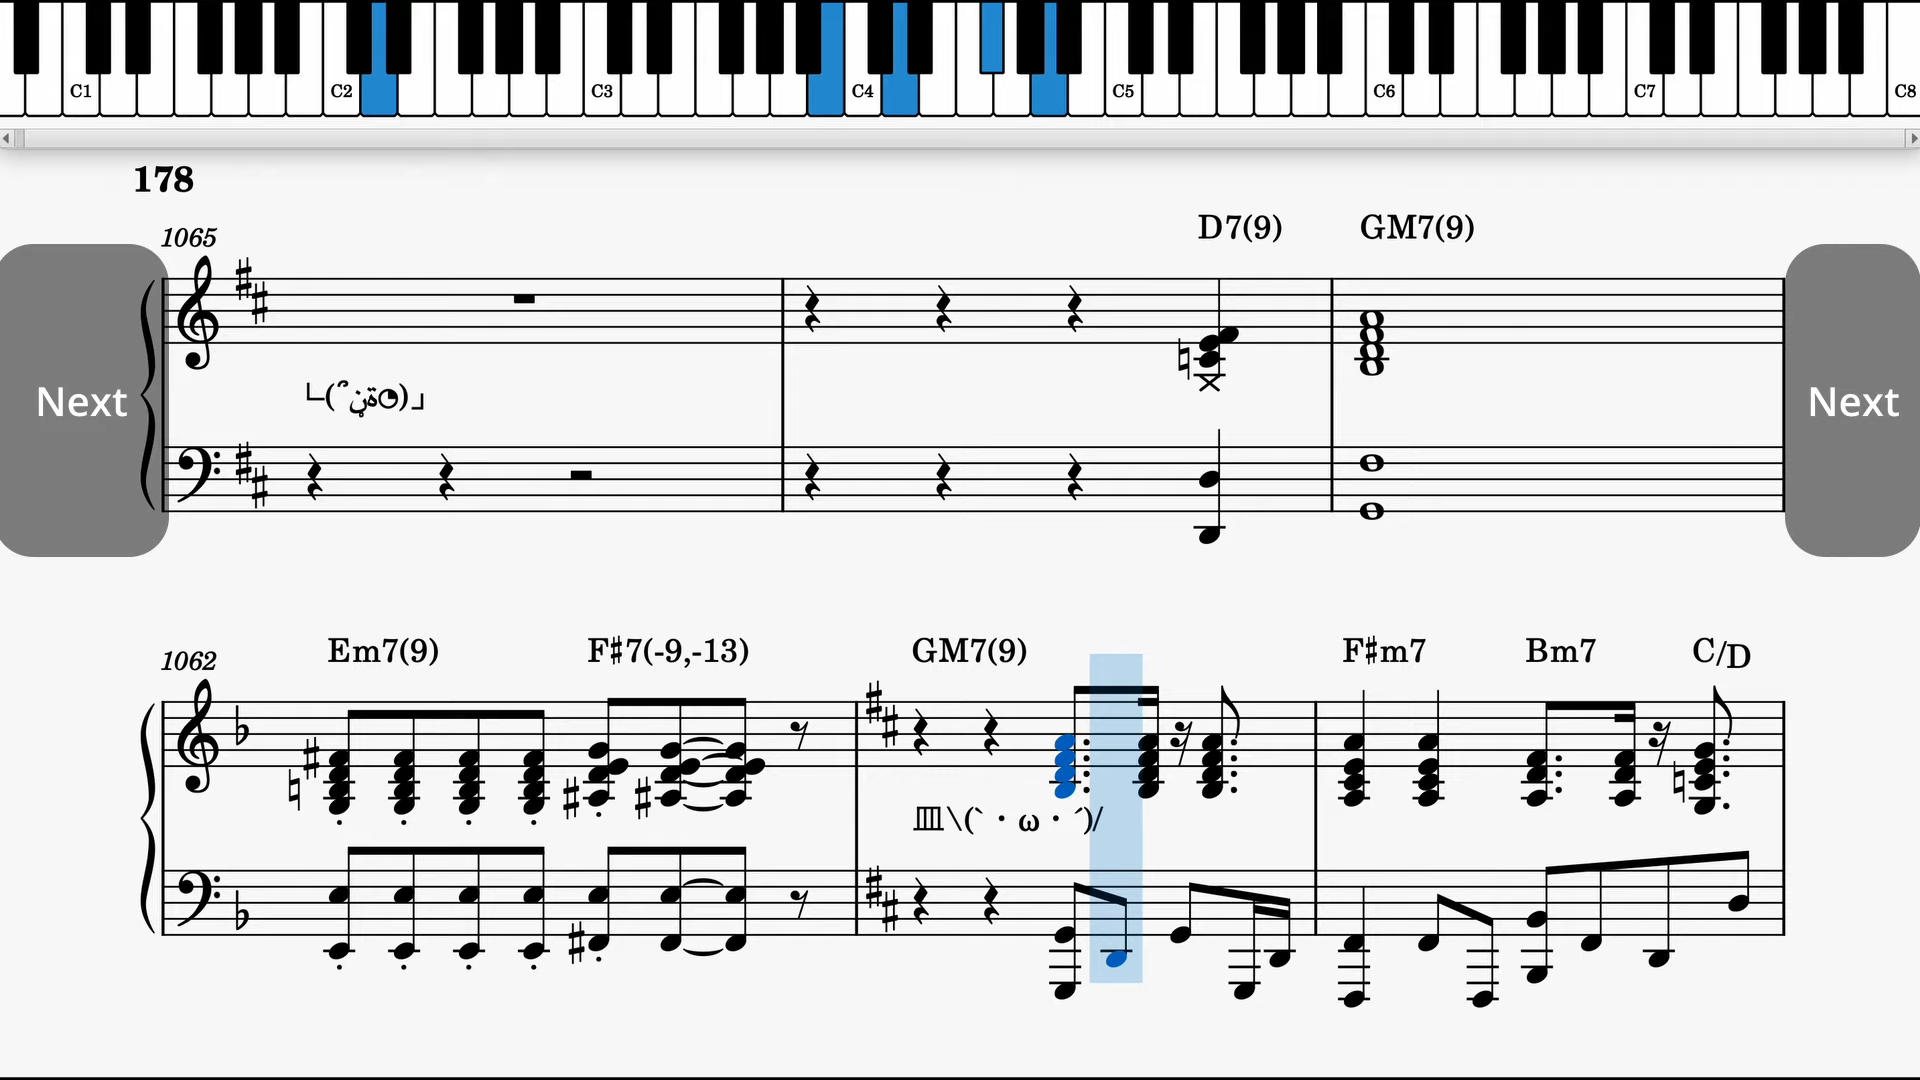 C1 C2 C3 C4 C5 C6 C7 C8
178
1065
D7(9) GM7(9)
Next
Next
1062
Em7(9) F♯7(-9,-13) GM7(9) F♯m7 Bm7 C/D
皿\(`・ω・´)/